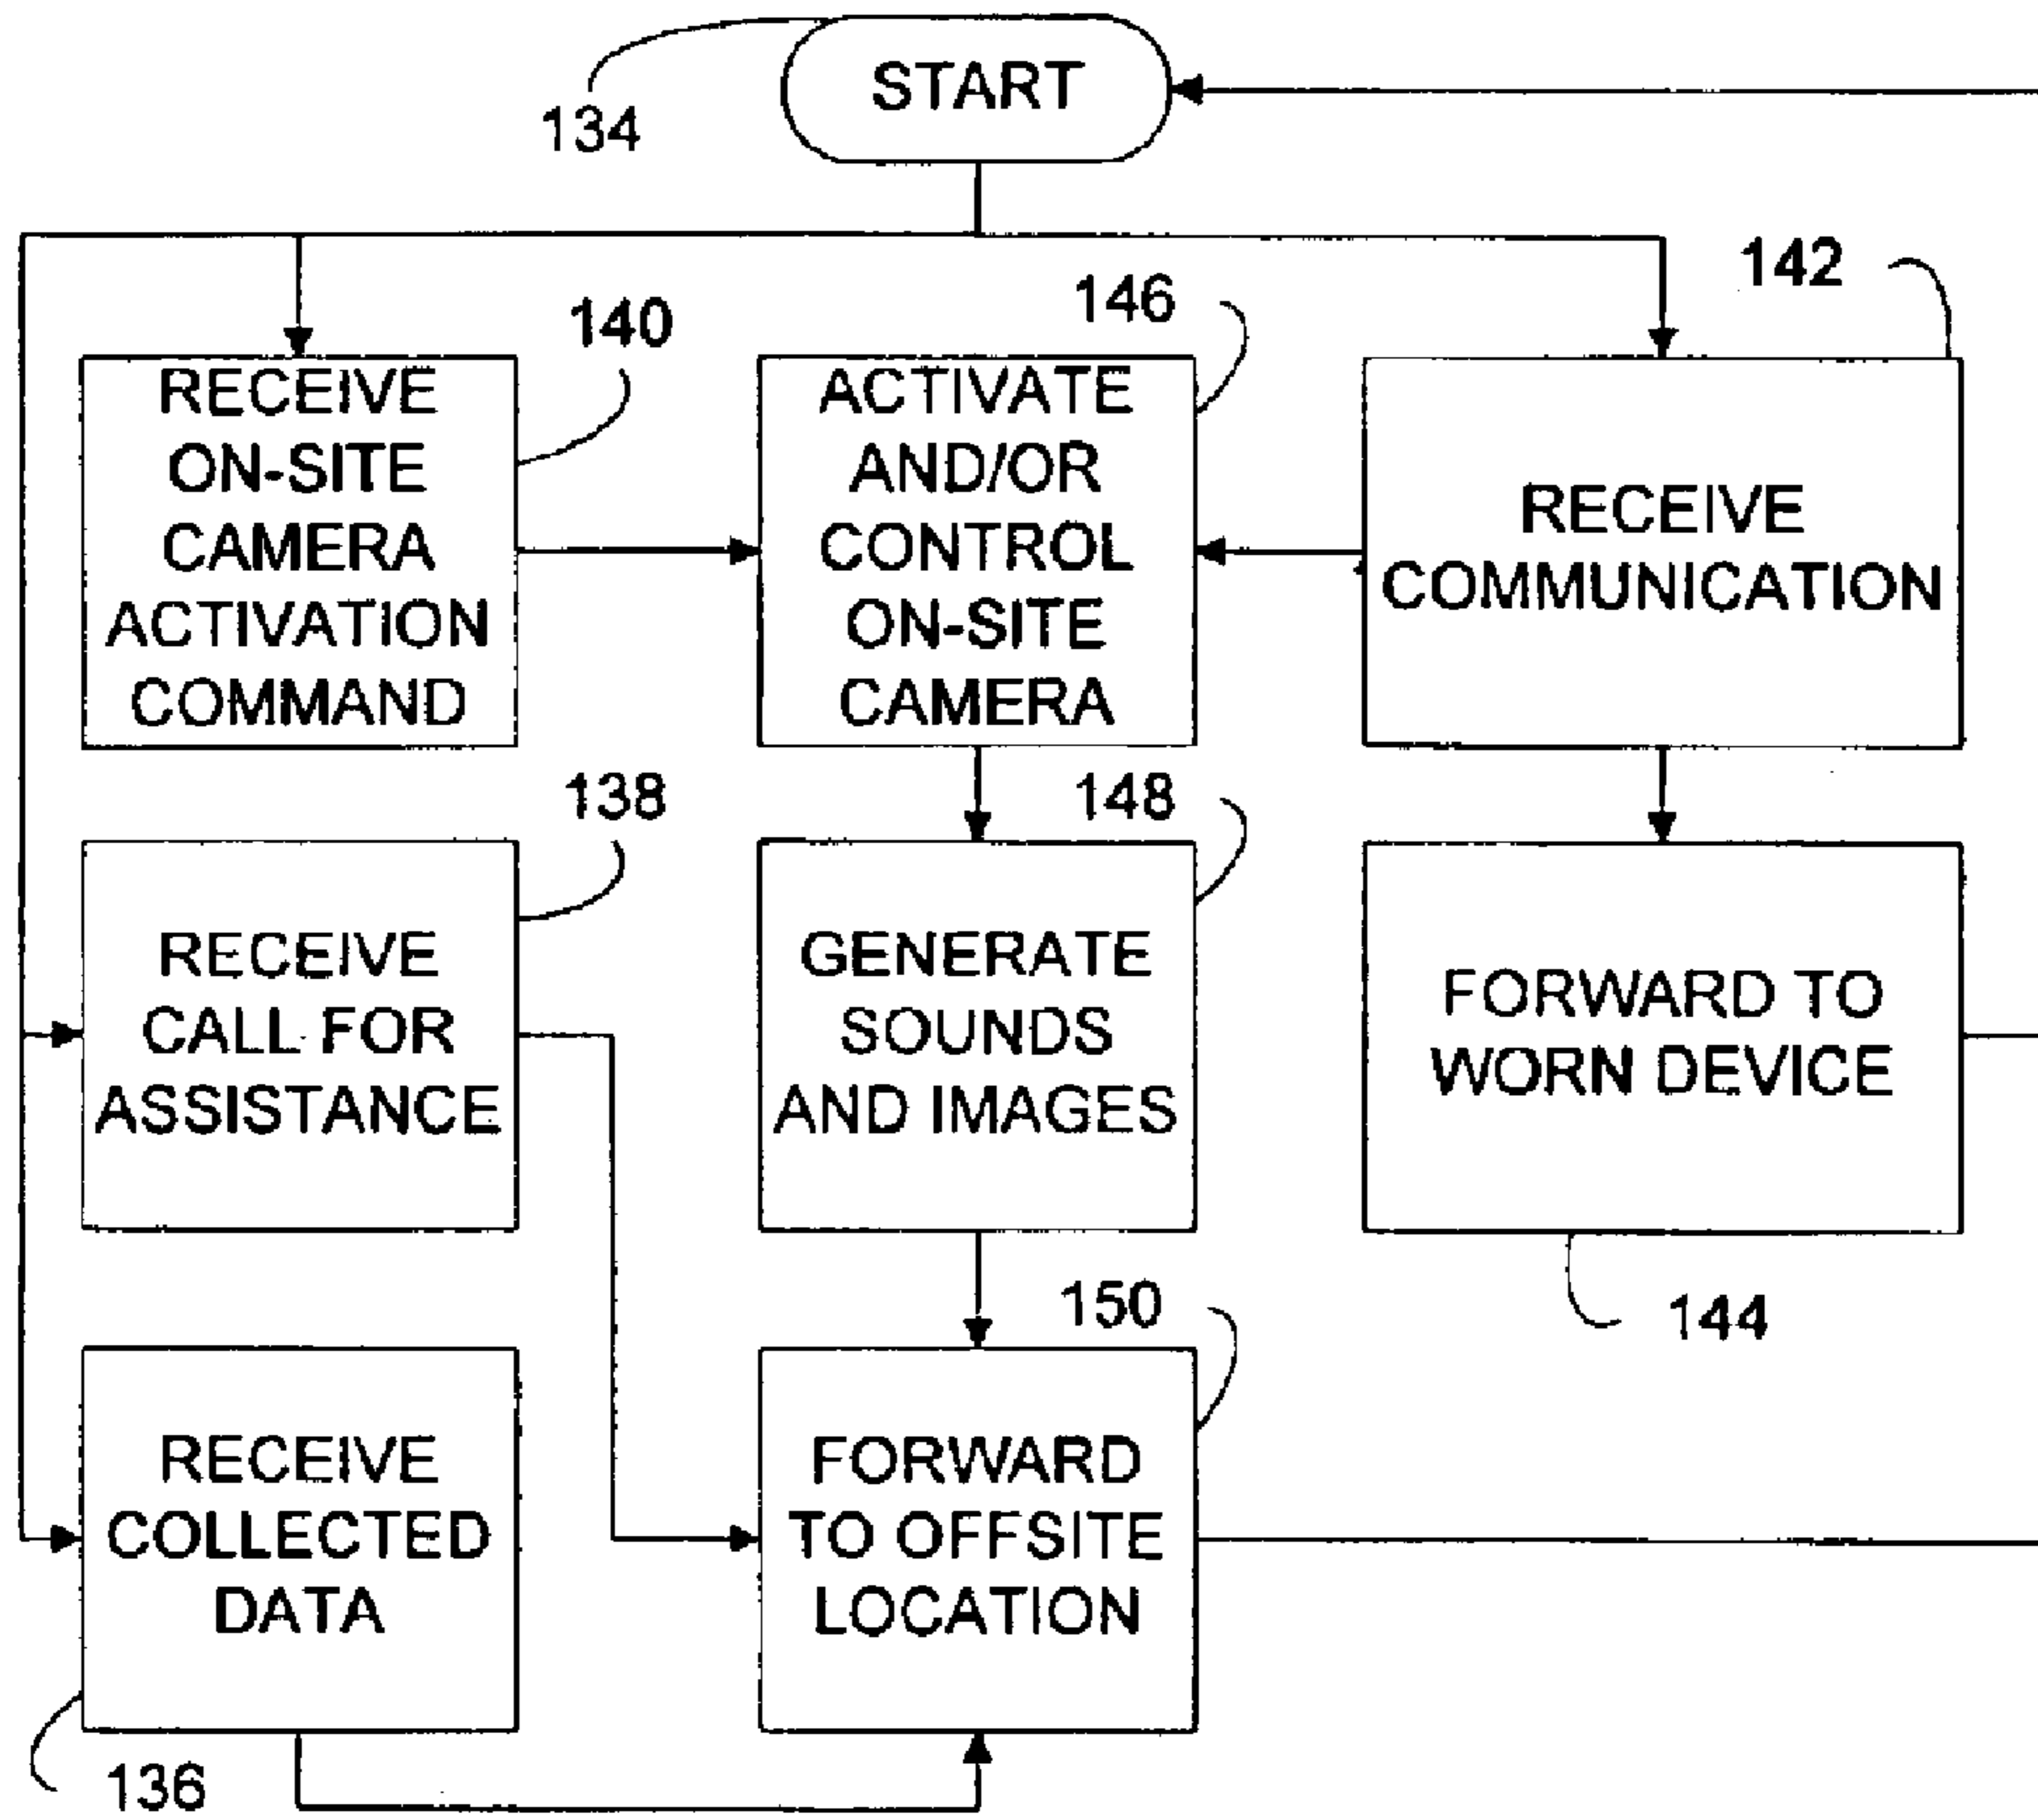 START
134
142
146
140
RECEIVE
ON-SITE
CAMERA
ACTIVATION
COMMAND
ACTIVATE
AND/OR
CONTROL
ON-SITE
CAMERA
RECEIVE
COMMUNICATION
138
148
RECEIVE
CALL FOR
ASSISTANCE
GENERATE
SOUNDS
AND IMAGES
FORWARD TO
WORN DEVICE
150
144
RECEIVE
COLLECTED
DATA
FORWARD
TO OFFSITE
LOCATION
136